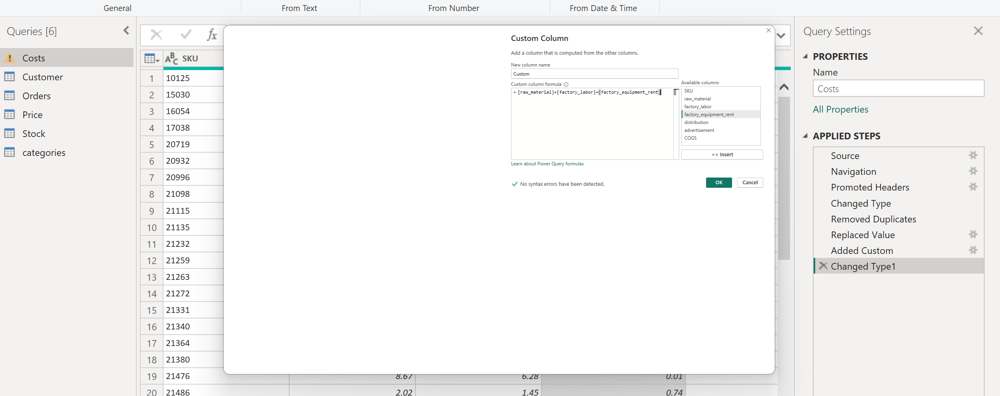 General
From Text
From Number
From Date & Time
Queries [6]
Costs
Customer
Orders
Price
Stock
categories
fx
ABC SKU
1 10125
2 15030
3 16054
4 17038
5 20719
6 20932
7 20996
8 21098
9 21115
10 21135
11 21232
12 21259
13 21263
14 21272
15 21331
16 21340
17 21364
18 21380
19 21476 8.67 6.28 0.01
20 21486 2.02 1.45 0.74
Custom Column
Add a column that is computed from the other columns.
New column name
Custom
Custom column formula
= [raw_material]+[factory_labor]+[factory_equipment_rent]
Learn about Power Query formulas
No syntax errors have been detected.
Available columns
SKU
raw_material
factory_labor
factory_equipment_rent
distribution
advertisement
COGS
<< Insert
OK
Cancel
Query Settings
PROPERTIES
Name
Costs
All Properties
APPLIED STEPS
Source
Navigation
Promoted Headers
Changed Type
Removed Duplicates
Replaced Value
Added Custom
Changed Type1